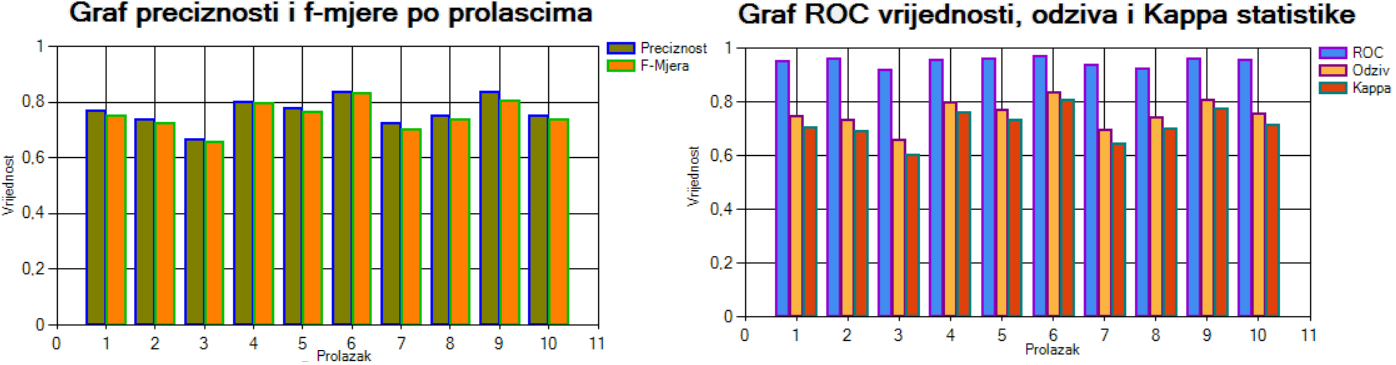 Graf preciznosti i f-mjere po prolascima
1
0,8
0,6
0,4
0,2
0
Vrijednost
0 1 2 3 4 5 6 7 8 9 10 11
Prolazak
Preciznost
F-Mjera
Graf ROC vrijednosti, odziva i Kappa statistike
1
0,8
0,6
0,4
0,2
0
Vrijednost
0 1 2 3 4 5 6 7 8 9 10 11
Prolazak
ROC
Odziv
Kappa